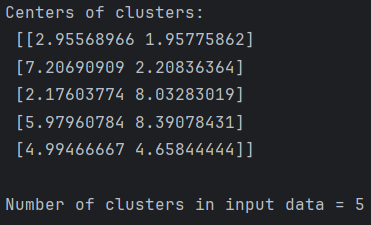 Centers of clusters:
[[2.95568966 1.95775862]
[7.20690909 2.20836364]
[2.17603774 8.03283019]
[5.97960784 8.39078431]
[4.99466667 4.65844444]]
Number of clusters in input data = 5